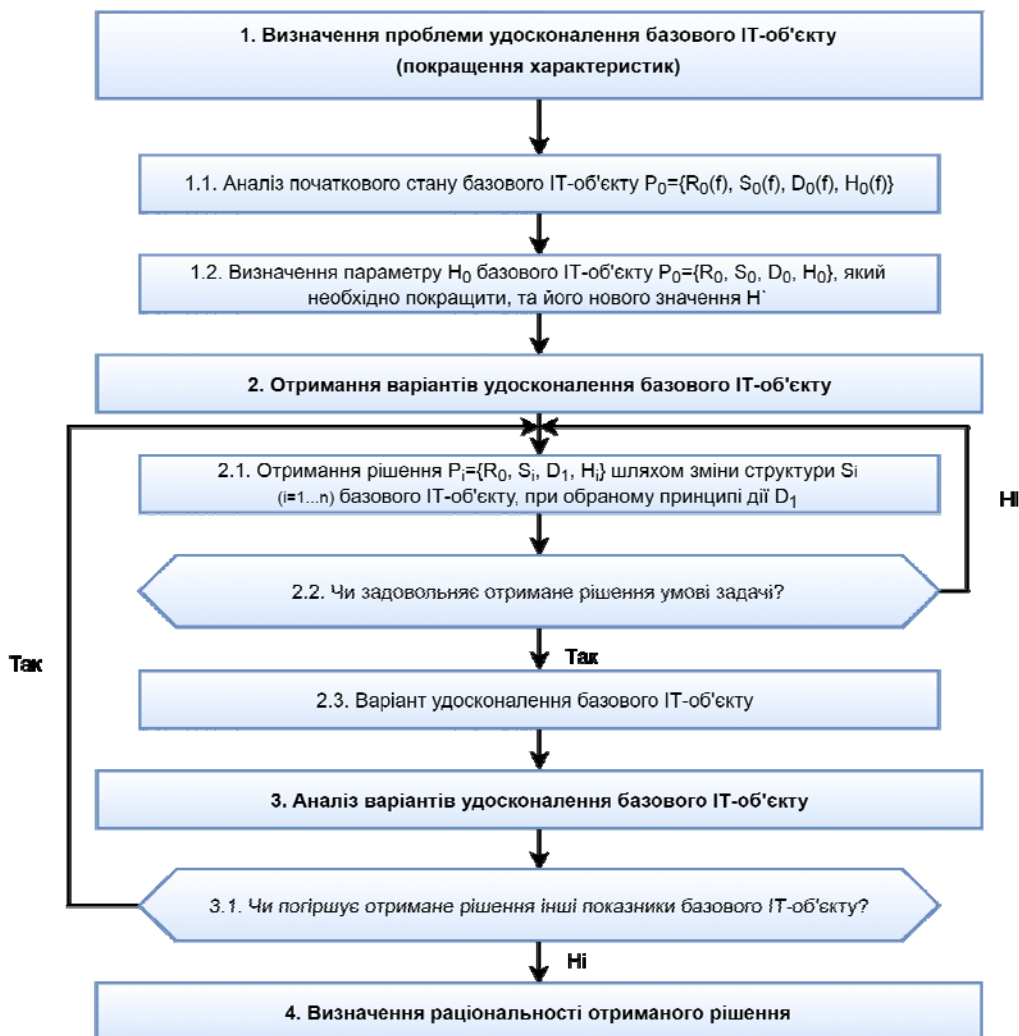 1. Визначення проблеми удосконалення базового ІТ-об'єкту
(покращення характеристик)
1.1. Аналіз початкового стану базового ІТ-об'єкту P₀={R₀(f), S₀(f), D₀(f), H₀(f)}
1.2. Визначення параметру H₀ базового ІТ-об'єкту P₀={R₀, S₀, D₀, H₀}, який
необхідно покращити, та його нового значення H`
2. Отримання варіантів удосконалення базового ІТ-об'єкту
2.1. Отримання рішення Pᵢ={R₀, Sᵢ, D₁, Hᵢ} шляхом зміни структури Si
(i=1...n) базового ІТ-об'єкту, при обраному принципі дії D₁
НІ
2.2. Чи задовольняє отримане рішення умові задачі?
Так
Так
2.3. Варіант удосконалення базового ІТ-об'єкту
3. Аналіз варіантів удосконалення базового ІТ-об'єкту
3.1. Чи погіршує отримане рішення інші показники базового ІТ-об'єкту?
Ні
4. Визначення раціональності отриманого рішення